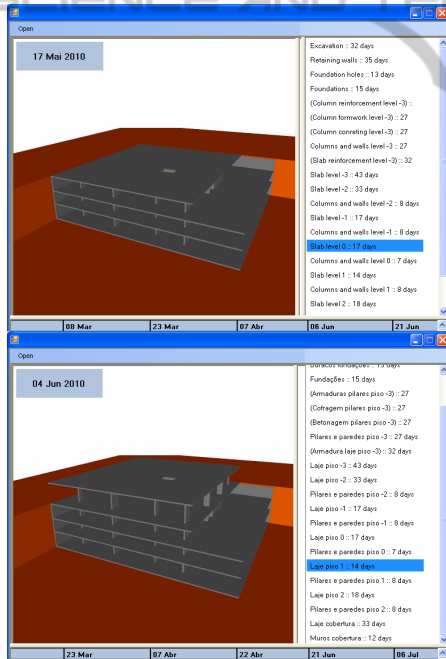 SCIENCE AND
Open
17 Mai 2010
Excavation :: 32 days
Retaining walls :: 35 days
Foundation holes :: 13 days
Foundations :: 15 days
(Column reinforcement level -3) ::
(Column formwork level -3) :: 27
(Column conreting level -3) :: 27
Columns and walls level -3 :: 27
(Slab reinforcement level -3) :: 32
Slab level -3 :: 43 days
Slab level -2 :: 33 days
Columns and walls level -2 :: 8 days
Slab level -1 :: 17 days
Columns and walls level -1 :: 8 days
Slab level 0 :: 17 days
Columns and walls level 0 :: 7 days
Slab level 1 :: 14 days
Columns and walls level 1 :: 8 days
Slab level 2 :: 18 days
08 Mar 23 Mar 07 Abr 06 Jun 21 Jun
Open
04 Jun 2010
Buracos fundações :: 13 days
Fundações :: 15 days
(Armaduras pilares piso -3) :: 27
(Cofragem pilares piso -3) :: 27
(Betonagem pilares piso -3) :: 27
Pilares e paredes piso -3 :: 27 days
(Armadura laje piso -3) :: 32 days
Laje piso -3 :: 43 days
Laje piso -2 :: 33 days
Pilares e paredes piso -2 :: 8 days
Laje piso -1 :: 17 days
Pilares e paredes piso -1 :: 8 days
Laje piso 0 :: 17 days
Pilares e paredes piso 0 :: 7 days
Laje piso 1 :: 14 days
Pilares e paredes piso 1 :: 8 days
Laje piso 2 :: 18 days
Pilares e paredes piso 2 :: 8 days
Laje cobertura :: 33 days
Muros cobertura :: 12 days
23 Mar 07 Abr 22 Abr 21 Jun 06 Jul